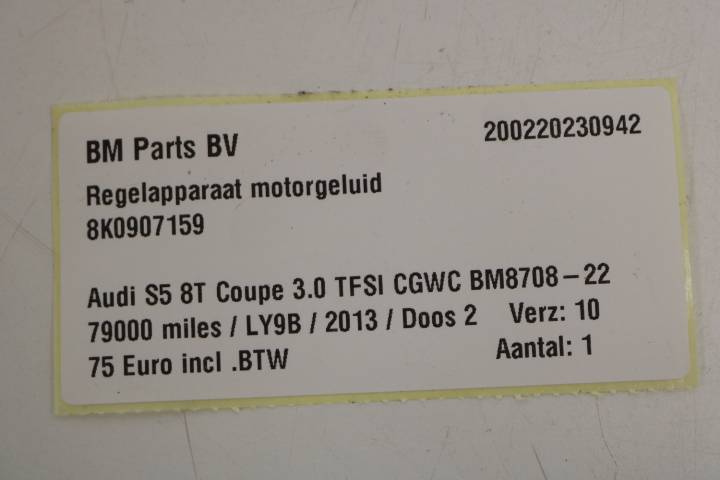 BM Parts BV 200220230942
Regelapparaat motorgeluid
8K0907159
Audi S5 8T Coupe 3.0 TFSI CGWC BM8708-22
79000 miles / LY9B / 2013 / Doos 2 Verz: 10
75 Euro incl .BTW Aantal: 1